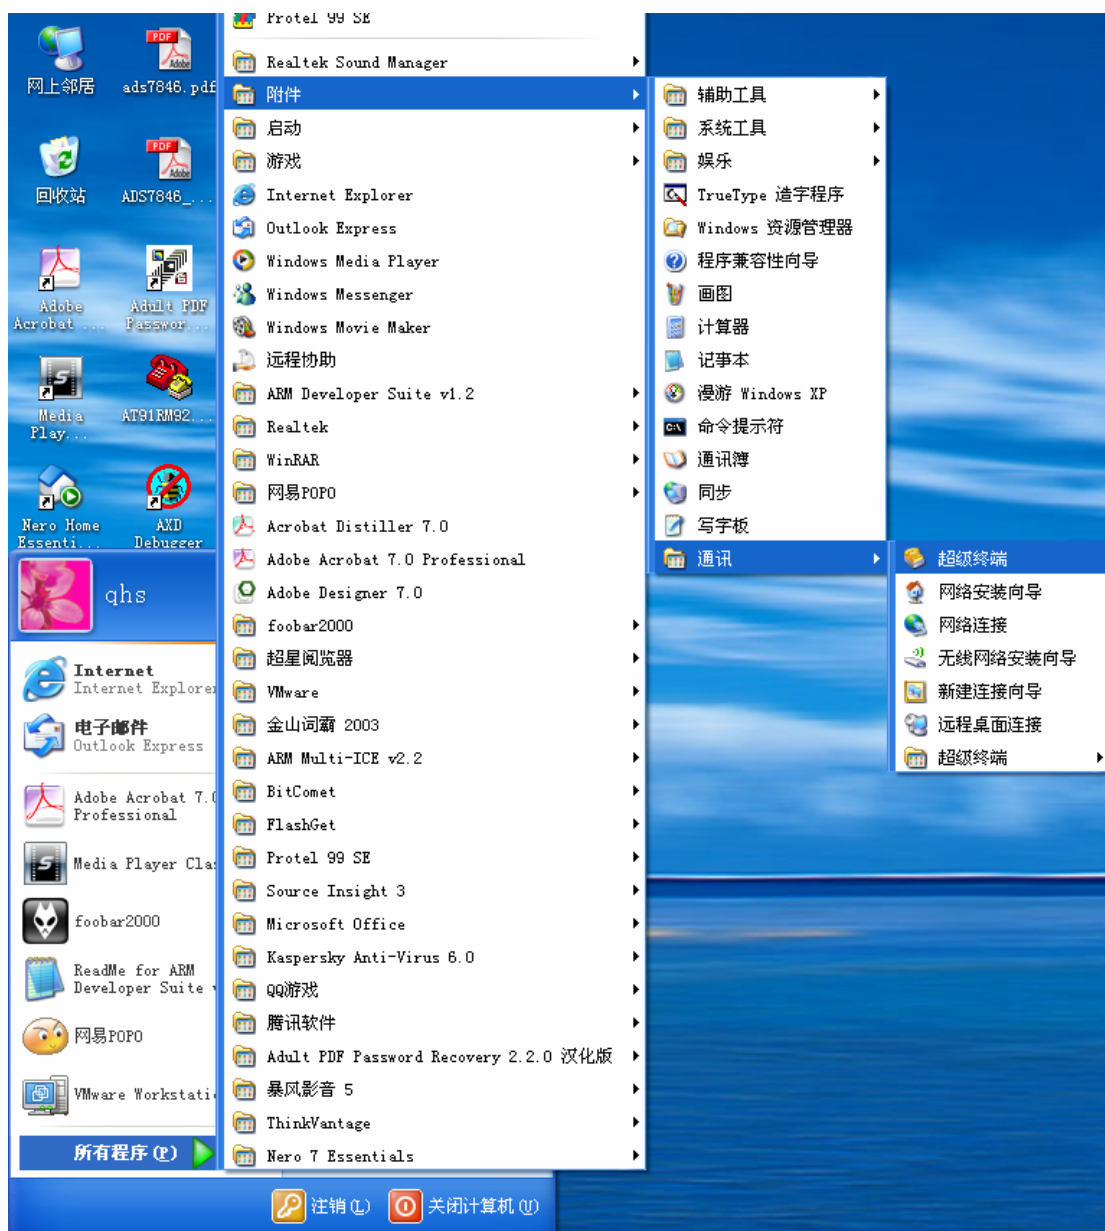 网上邻居
ads7846.pdf
回收站
ADS7846_...
Adobe
Acrobat ...
Adult PDF
Passwor...
Media
Play...
AT91RM92...
Nero Home
Essenti...
AXD
Debugger
qhs
Internet
Internet Explorer
电子邮件
Outlook Express
Adobe Acrobat 7.0
Professional
Media Player Cla
foobar2000
ReadMe for ARM
Developer Suite v
网易POPO
VMware Workstati
所有程序(P)
注销(L)
关闭计算机(U)
Protel 99 SE
Realtek Sound Manager
附件
启动
游戏
Internet Explorer
Outlook Express
Windows Media Player
Windows Messenger
Windows Movie Maker
远程协助
ARM Developer Suite v1.2
Realtek
WinRAR
网易POPO
Acrobat Distiller 7.0
Adobe Acrobat 7.0 Professional
Adobe Designer 7.0
foobar2000
超星阅览器
VMware
金山词霸 2003
ARM Multi-ICE v2.2
BitComet
FlashGet
Protel 99 SE
Source Insight 3
Microsoft Office
Kaspersky Anti-Virus 6.0
QQ游戏
腾讯软件
Adult PDF Password Recovery 2.2.0 汉化版
暴风影音 5
ThinkVantage
Nero 7 Essentials
辅助工具
系统工具
娱乐
TrueType 造字程序
Windows 资源管理器
程序兼容性向导
画图
计算器
记事本
漫游 Windows XP
命令提示符
通讯簿
同步
写字板
通讯
超级终端
网络安装向导
网络连接
无线网络安装向导
新建连接向导
远程桌面连接
超级终端